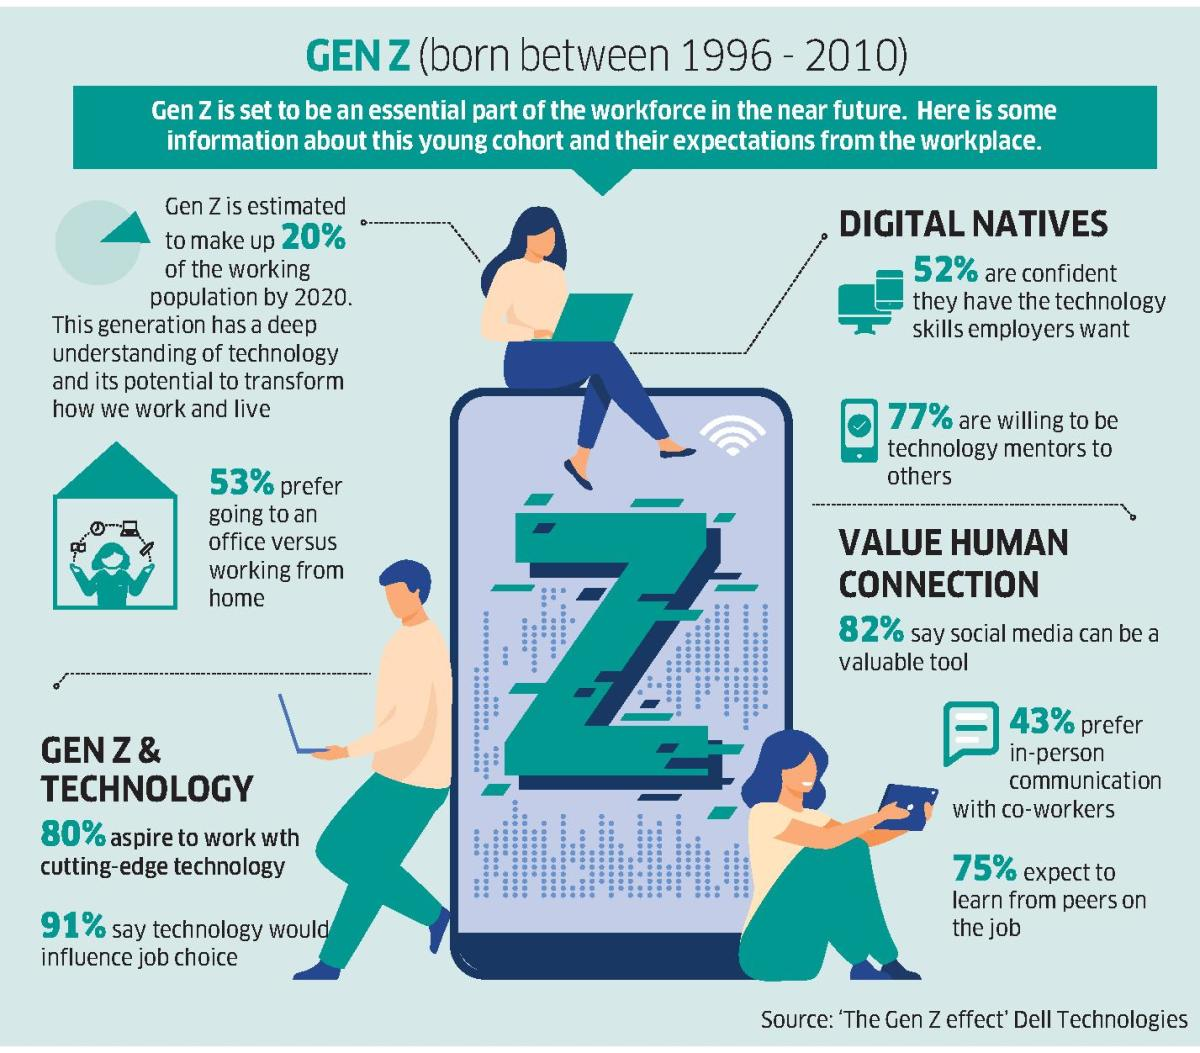 GEN Z (born between 1996 - 2010)
Gen Z is set to be an essential part of the workforce in the near future. Here is some
information about this young cohort and their expectations from the workplace.
Gen Z is estimated
to make up 20%
of the working
population by 2020.
This generation has a deep
understanding of technology
and its potential to transform
how we work and live
53% prefer
going to an
office versus
working from
home
GEN Z &
TECHNOLOGY
80% aspire to work wth
cutting-edge technology
91% say technology would
influence job choice
Z
DIGITAL NATIVES
52% are confident
they have the technology
skills employers want
77% are willing to be
technology mentors to
others
VALUE HUMAN
CONNECTION
82% say social media can be a
valuable tool
43% prefer
in-person
communication
with co-workers
75% expect to
learn from peers on
the job
Source: 'The Gen Z effect' Dell Technologies